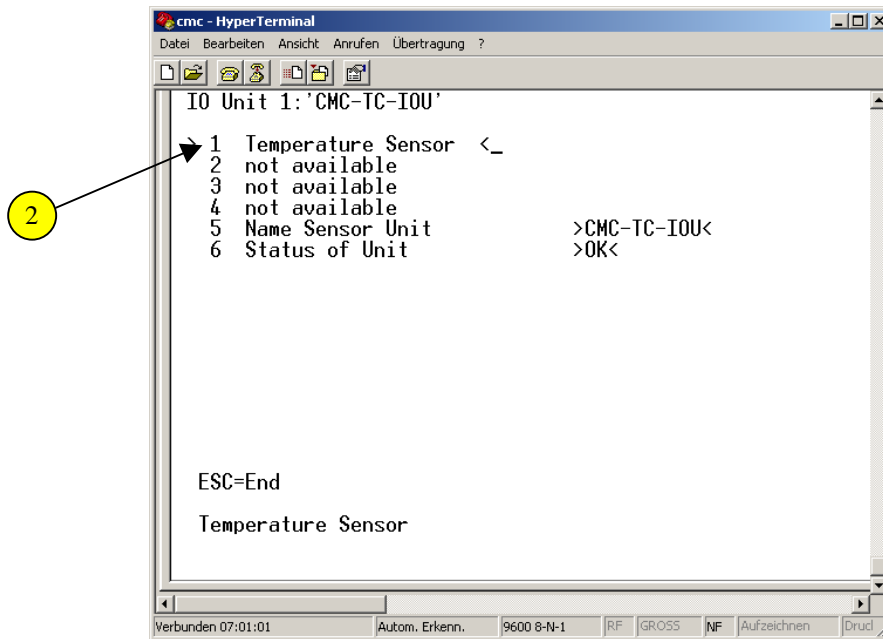 cmc - HyperTerminal
Datei Bearbeiten Ansicht Anrufen Übertragung ?
IO Unit 1:'CMC-TC-IOU'
> 1 Temperature Sensor <_
2 not available
3 not available
4 not available
5 Name Sensor Unit >CMC-TC-IOU<
6 Status of Unit >OK<
2
ESC=End
Temperature Sensor
Verbunden 07:01:01 Autom. Erkenn. 9600 8-N-1 RF GROSS NF Aufzeichnen Druc